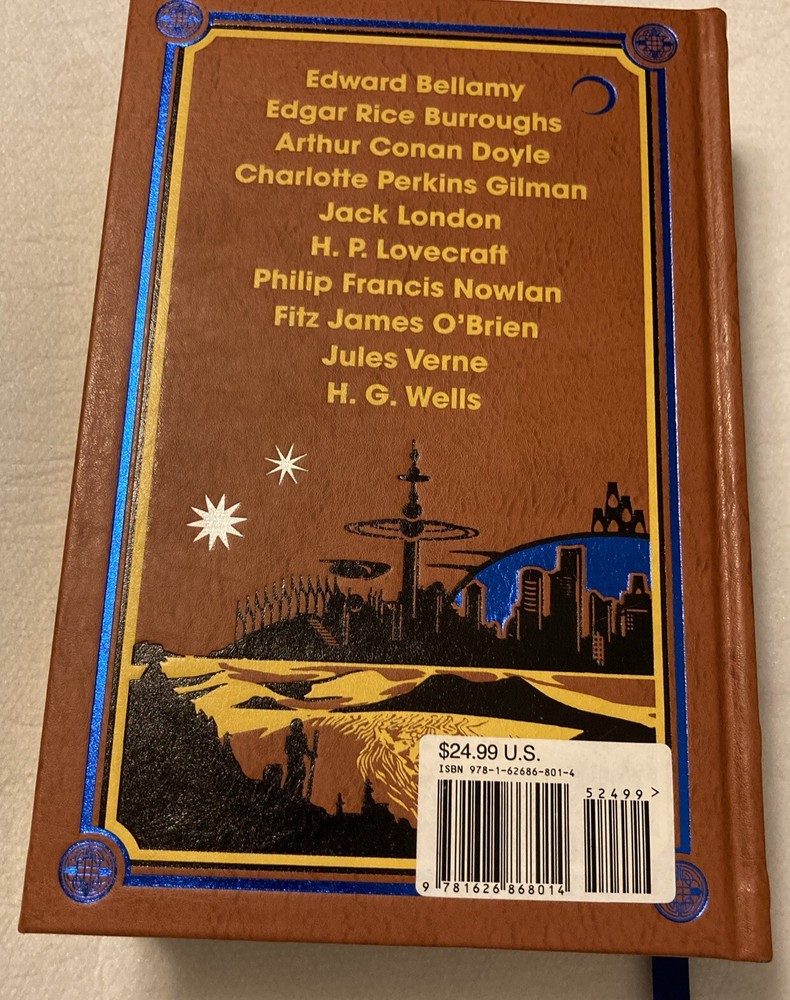 Edward Bellamy
Edgar Rice Burroughs
Arthur Conan Doyle
Charlotte Perkins Gilman
Jack London
H. P. Lovecraft
Philip Francis Nowlan
Fitz James O'Brien
Jules Verne
H. G. Wells
$24.99 U.S.
ISBN 978-1-62686-801-4
52499>
9 781626 868014